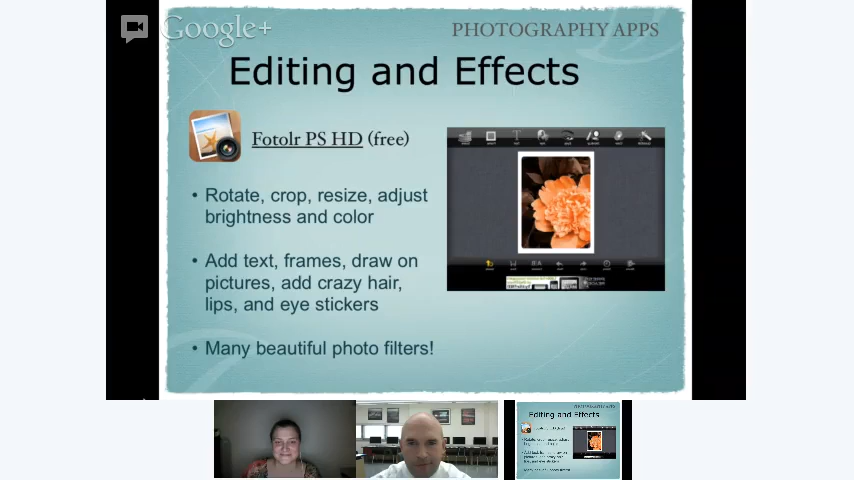 Google+
PHOTOGRAPHY APPS
Editing and Effects
Fotolr PS HD (free)
• Rotate, crop, resize, adjust
brightness and color
• Add text, frames, draw on
pictures, add crazy hair,
lips, and eye stickers
• Many beautiful photo filters!
Editing and Effects